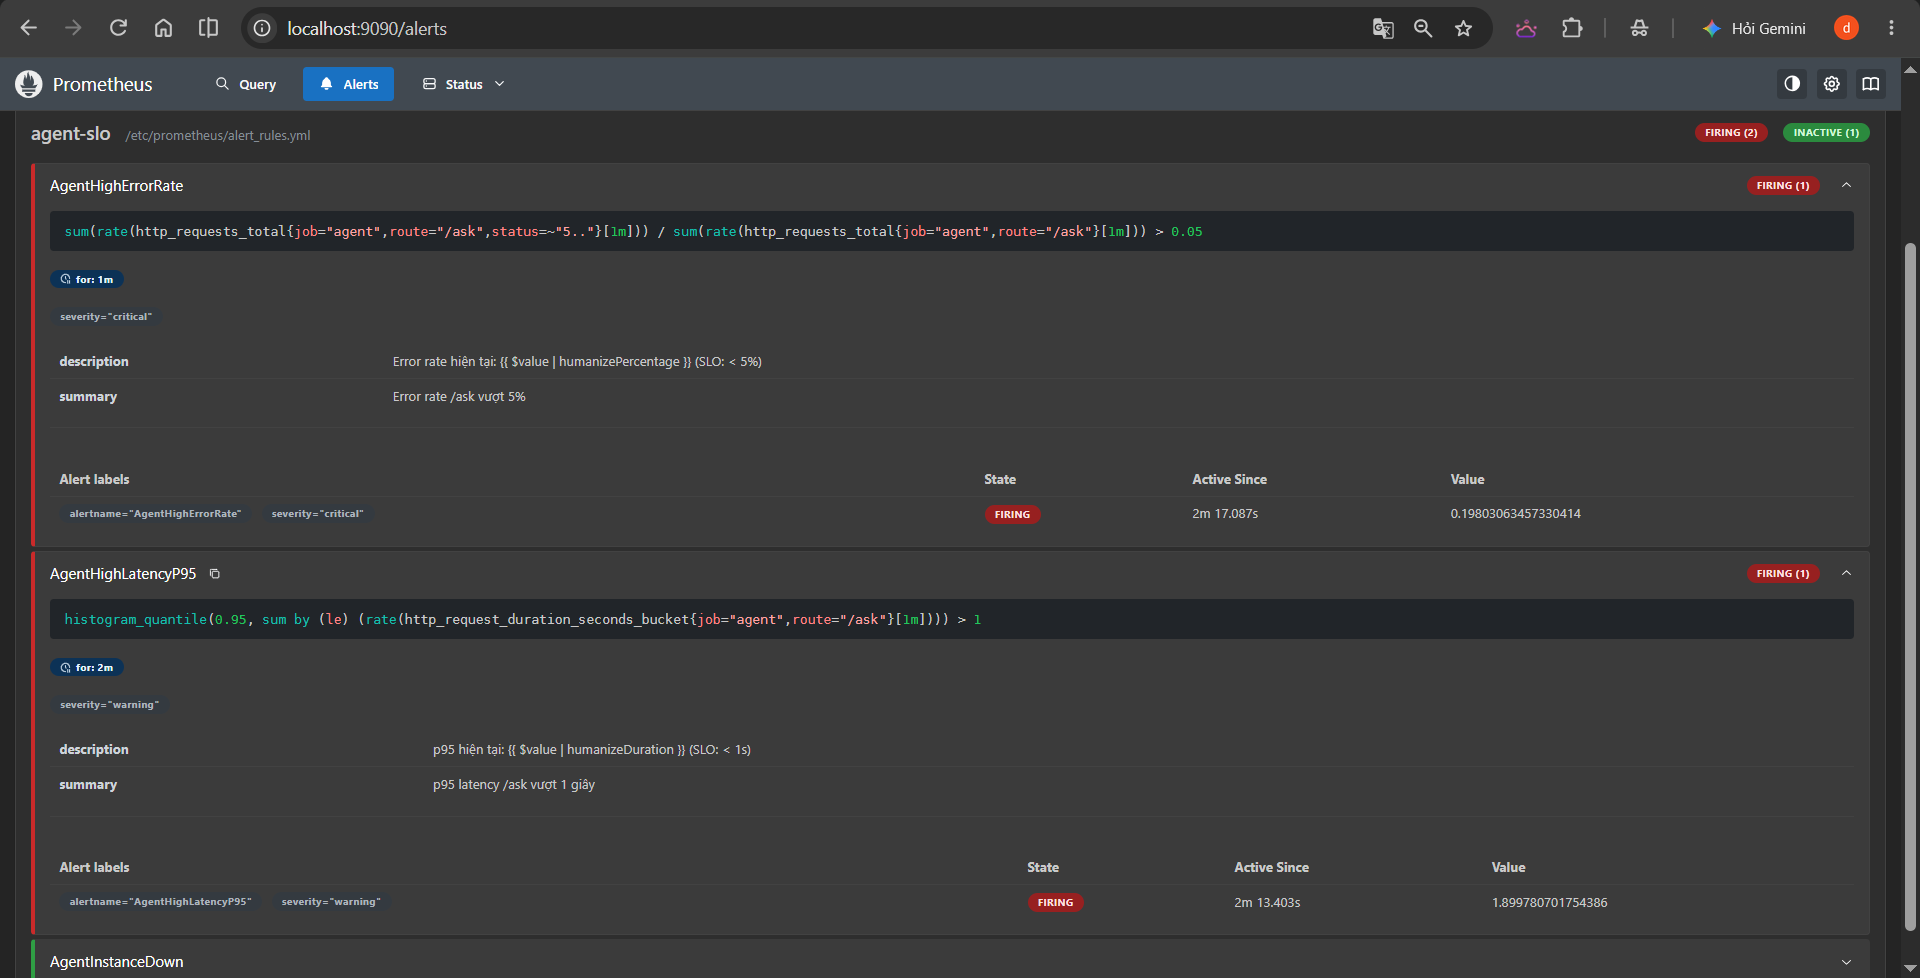 localhost:9090/alerts
Hỏi Gemini
d
Prometheus
Query
Alerts
Status
agent-slo /etc/prometheus/alert_rules.yml
FIRING (2) INACTIVE (1)
AgentHighErrorRate
FIRING (1)
sum(rate(http_requests_total{job="agent",route="/ask",status=~"5.."}[1m])) / sum(rate(http_requests_total{job="agent",route="/ask"}[1m])) > 0.05
for: 1m
severity="critical"
description Error rate hiện tại: {{ $value | humanizePercentage }} (SLO: < 5%)
summary Error rate /ask vượt 5%
Alert labels State Active Since Value
alertname="AgentHighErrorRate" severity="critical" FIRING 2m 17.087s 0.19803063457330414
AgentHighLatencyP95
FIRING (1)
histogram_quantile(0.95, sum by (le) (rate(http_request_duration_seconds_bucket{job="agent",route="/ask"}[1m]))) > 1
for: 2m
severity="warning"
description p95 hiện tại: {{ $value | humanizeDuration }} (SLO: < 1s)
summary p95 latency /ask vượt 1 giây
Alert labels State Active Since Value
alertname="AgentHighLatencyP95" severity="warning" FIRING 2m 13.403s 1.899780701754386
AgentInstanceDown